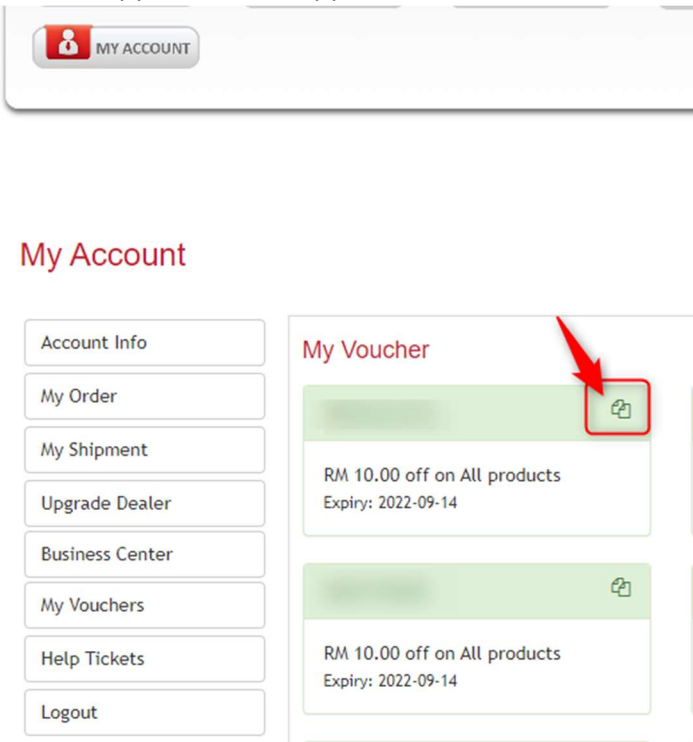 MY ACCOUNT
My Account
Account Info
My Order
My Shipment
Upgrade Dealer
Business Center
My Vouchers
Help Tickets
Logout
My Voucher
RM 10.00 off on All products
Expiry: 2022-09-14
RM 10.00 off on All products
Expiry: 2022-09-14